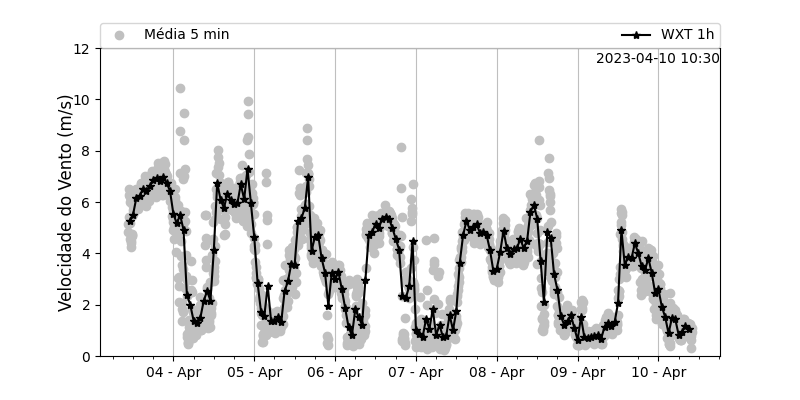 Média 5 min
WXT 1h
2023-04-10 10:30
Velocidade do Vento (m/s)
12
10
8
6
4
2
0
04 - Apr
05 - Apr
06 - Apr
07 - Apr
08 - Apr
09 - Apr
10 - Apr